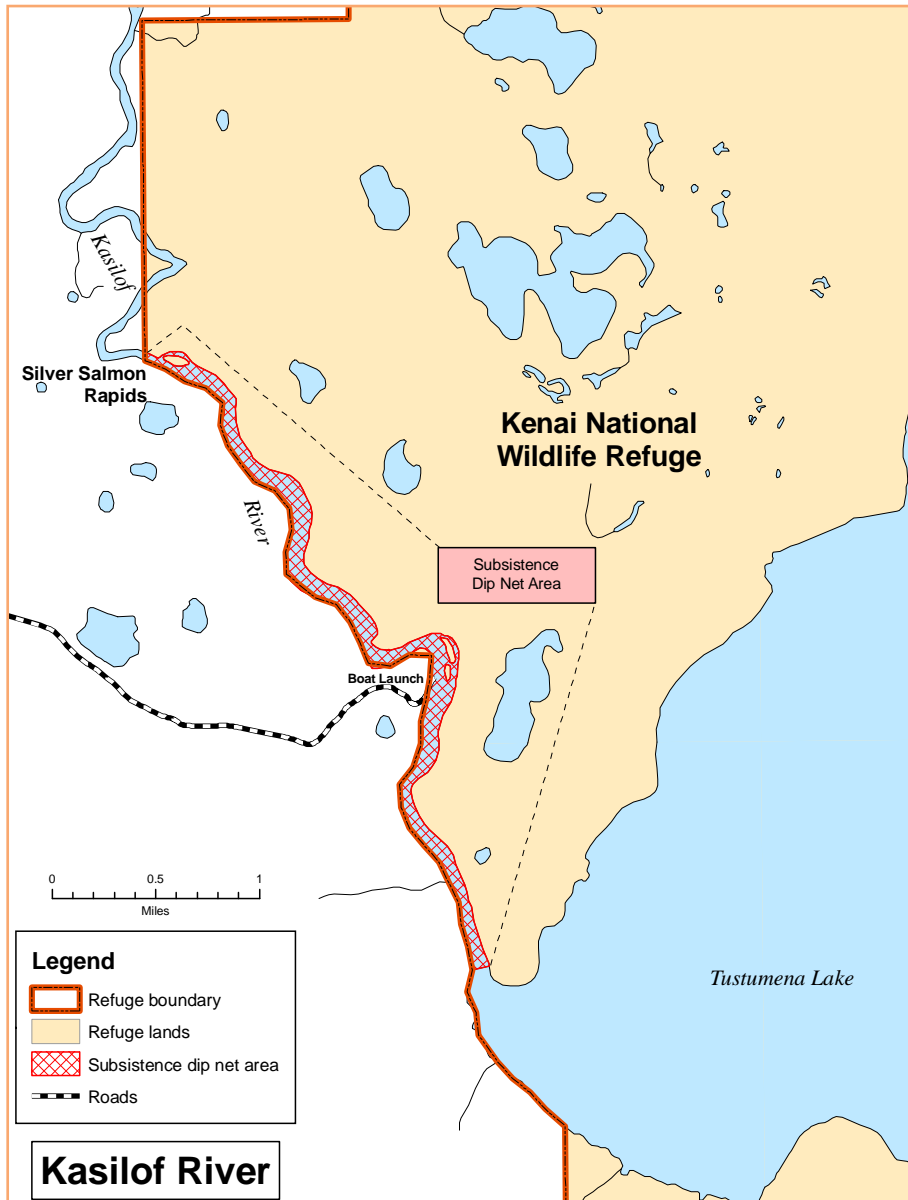 Kasilof
Silver Salmon
Rapids
Kenai National
Wildlife Refuge
River
Subsistence
Dip Net Area
Boat Launch
0 0.5 1
Miles
Tustumena Lake
Legend
Refuge boundary
Refuge lands
Subsistence dip net area
Roads
Kasilof River